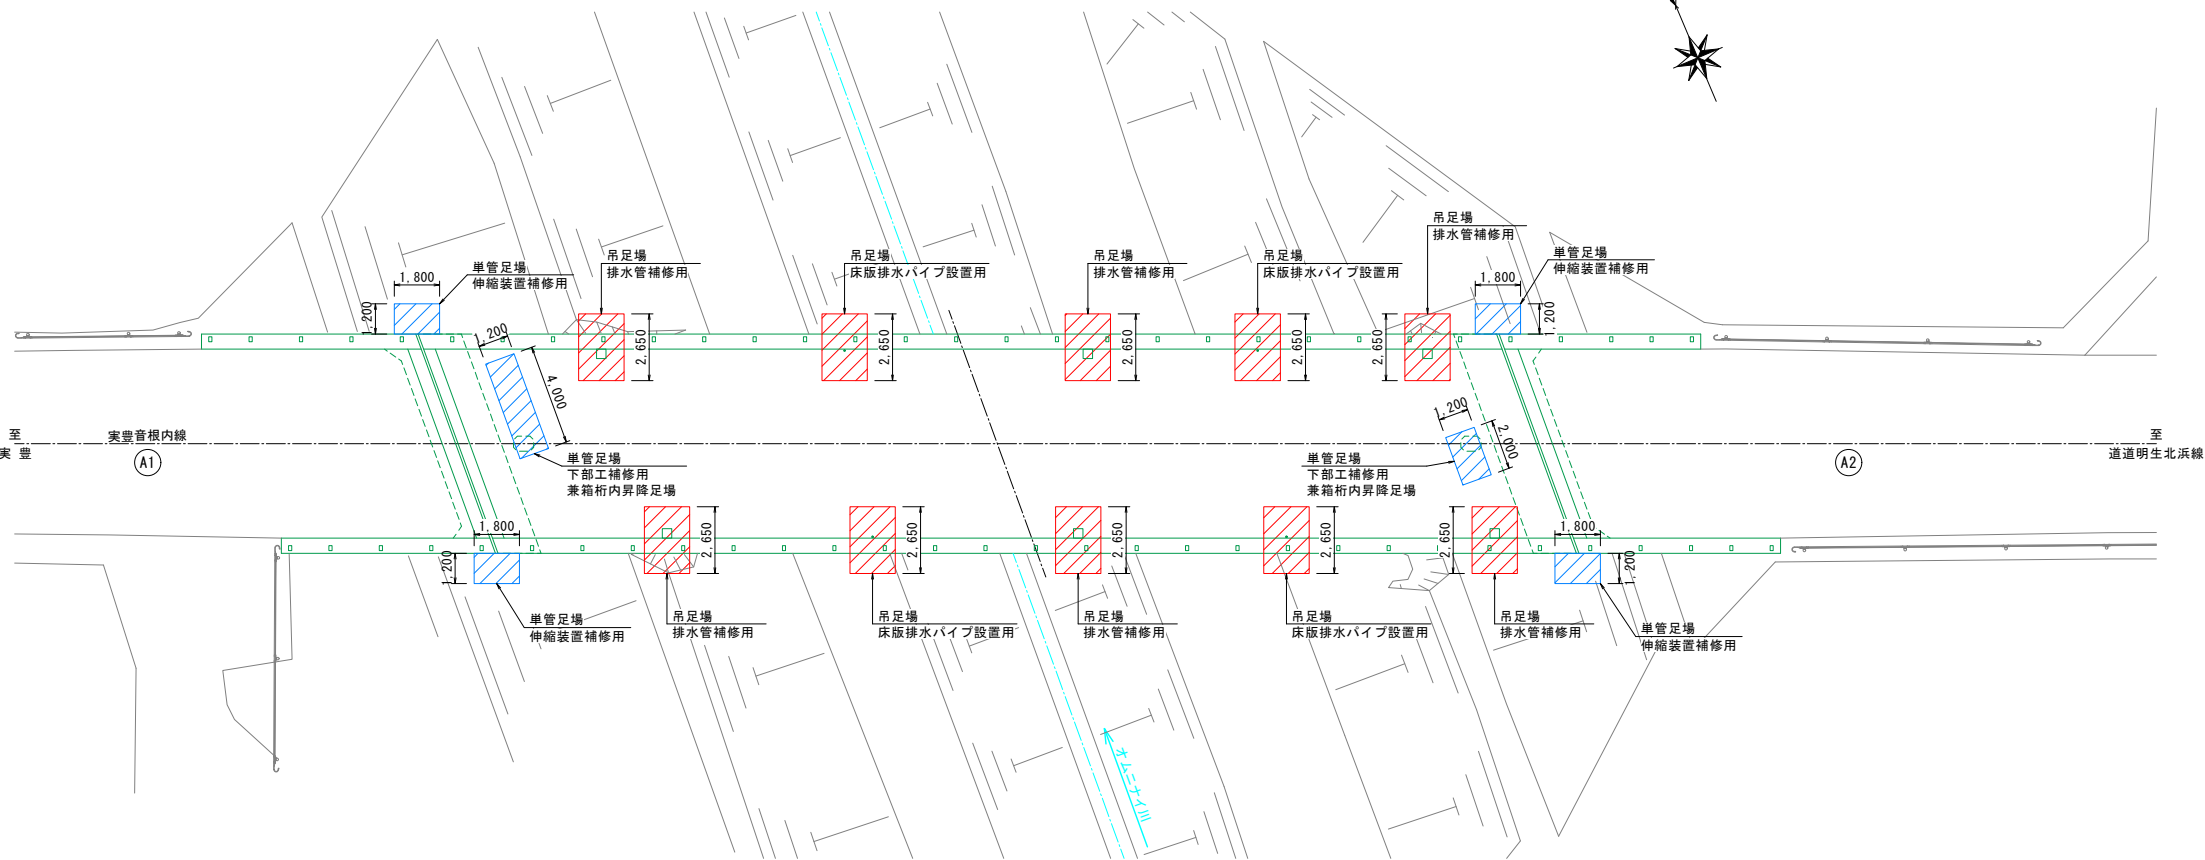 吊足場
排水管補修用
吊足場
床版排水パイプ設置用
吊足場
排水管補修用
吊足場
床版排水パイプ設置用
吊足場
排水管補修用
単管足場
伸縮装置補修用
単管足場
伸縮装置補修用
1,800
1,200
1,800
1,200
1,200
4,000
2,650
2,650
2,650
2,650
2,650
至
実 豊
実豊音根内線
A1
単管足場
下部工補修用
兼箱桁内昇降足場
1,200
2,000
単管足場
下部工補修用
兼箱桁内昇降足場
A2
至
道道明生北浜線
1,800
1,200
2,650
2,650
2,650
2,650
2,650
1,800
1,200
単管足場
伸縮装置補修用
吊足場
排水管補修用
吊足場
床版排水パイプ設置用
吊足場
排水管補修用
吊足場
床版排水パイプ設置用
吊足場
排水管補修用
単管足場
伸縮装置補修用
オムニナイ川